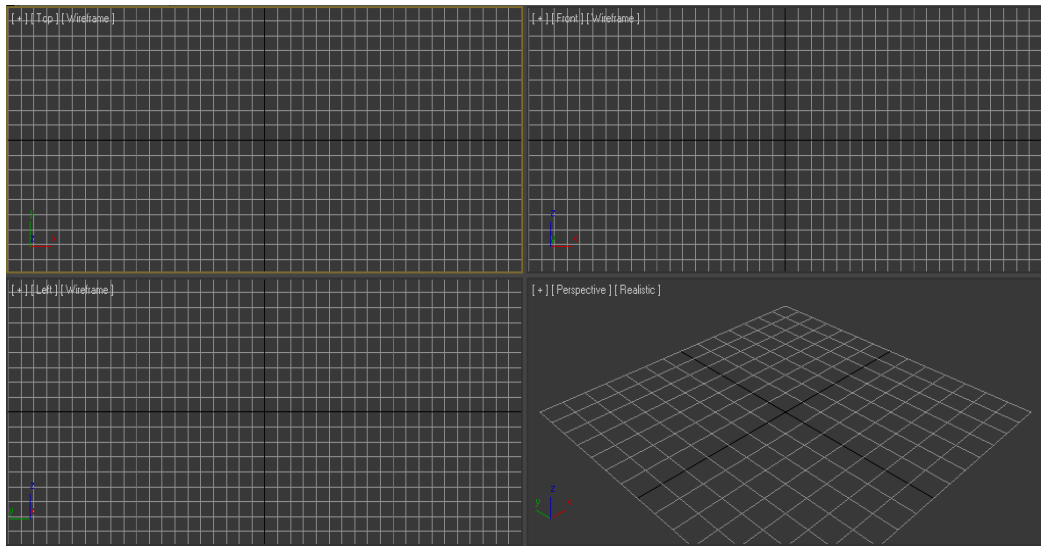 [ + ] [ Top ] [ Wireframe ]
[ + ] [ Front ] [ Wireframe ]
y
z
x
z
x
[ + ] [ Left ] [ Wireframe ]
[ + ] [ Perspective ] [ Realistic ]
z
y
x
z
y
x